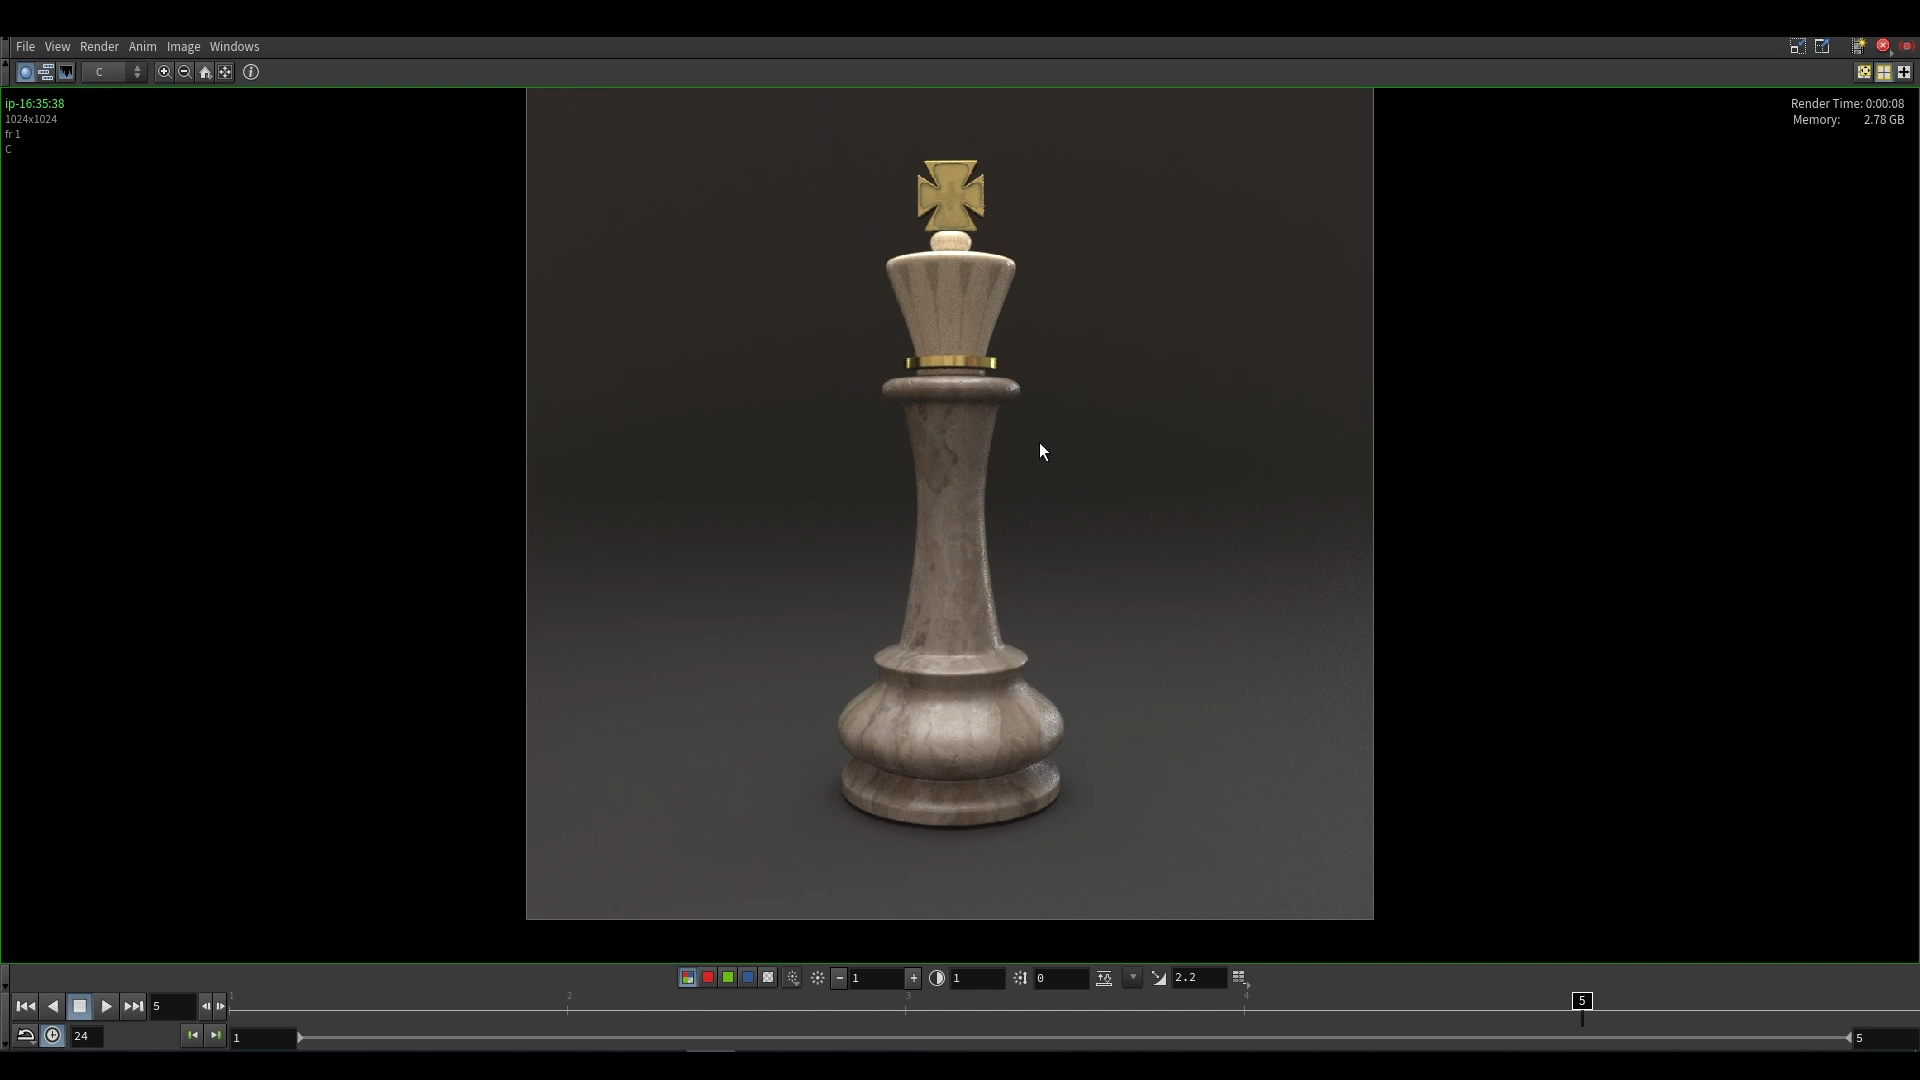 File View Render Anim Image Windows
C
ip-16:35:38
1024x1024
fr 1
C
Render Time: 0:00:08
Memory: 2.78 GB
1 1 0 2.2
5 1 2 3 4 5
24 1 5